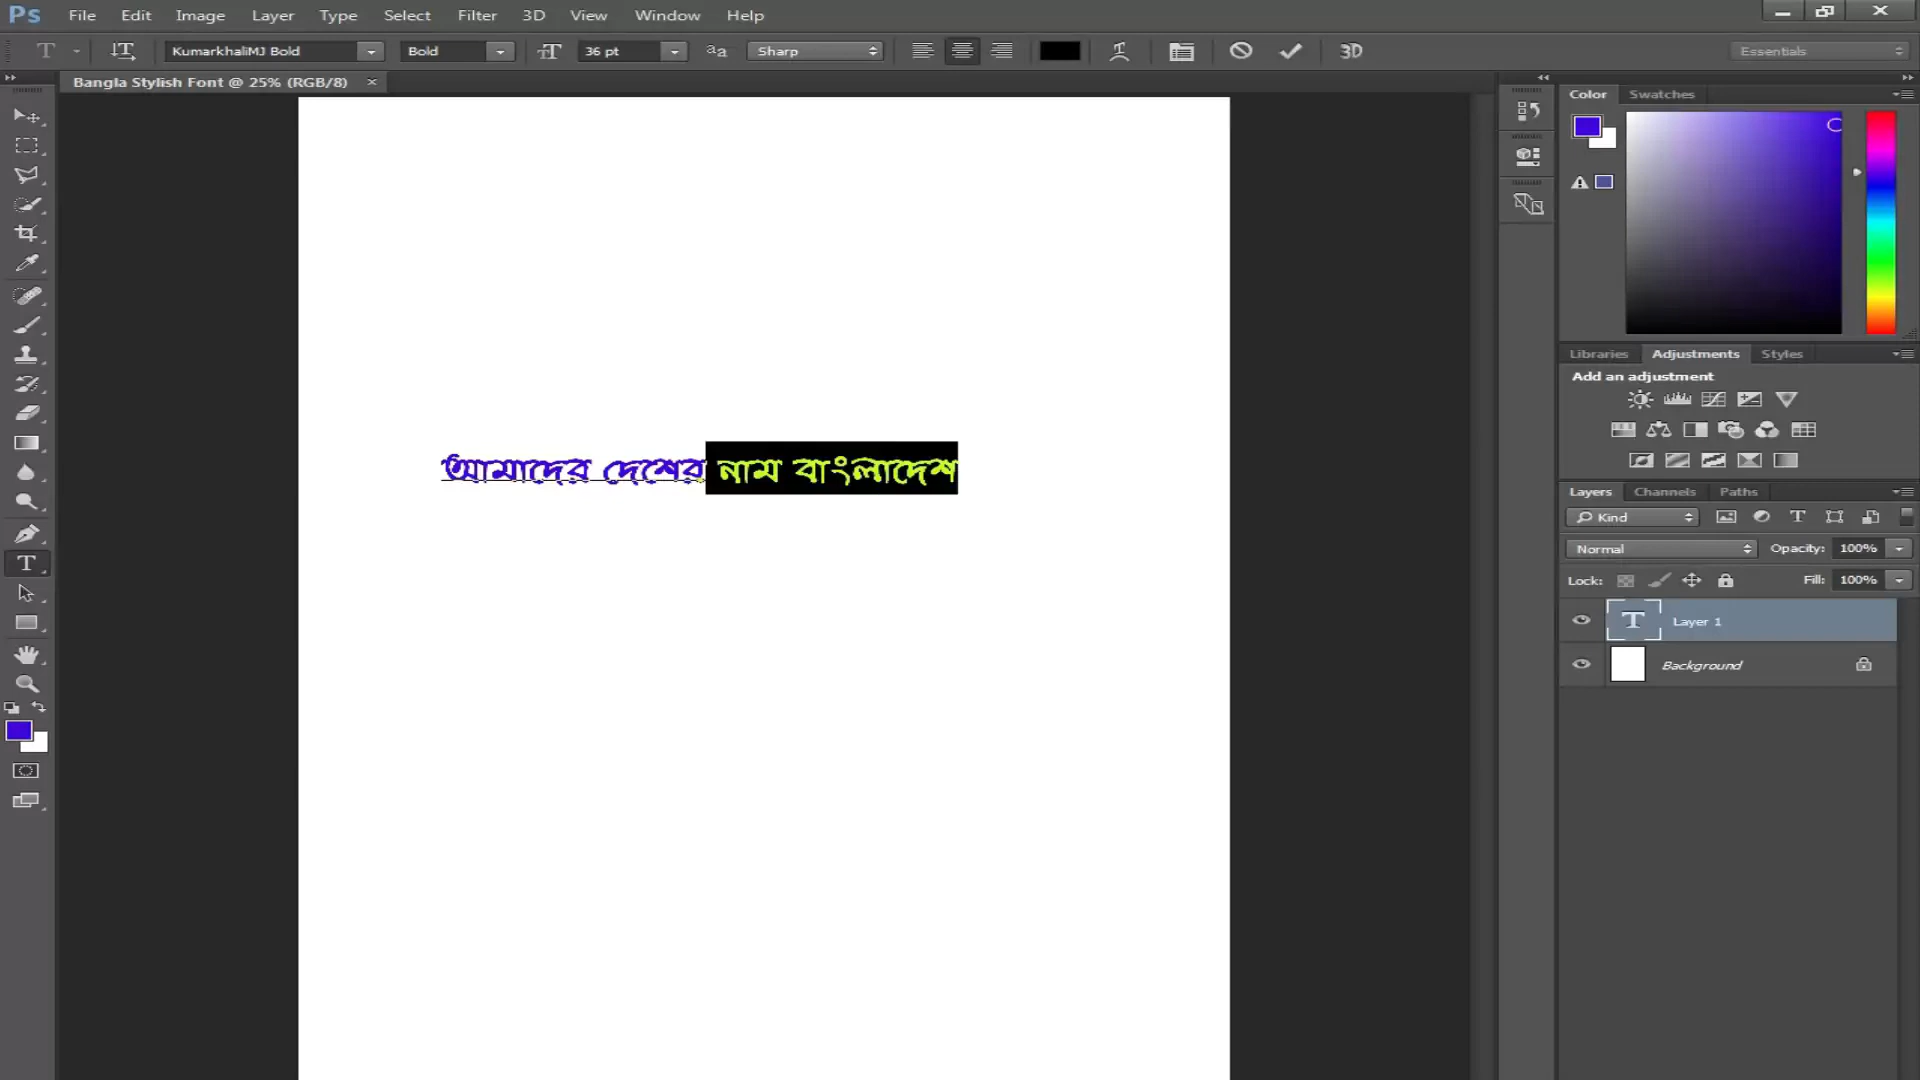 Ps File Edit Image Layer Type Select Filter 3D View Window Help
T KumarkhaliMJ Bold Bold 36 pt Sharp 3D Essentials
Bangla Stylish Font @ 25% (RGB/8) ×
Color Swatches
আমাদের দেশের নাম বাংলাদেশ
Libraries Adjustments Styles
Add an adjustment
Layers Channels Paths
Kind
Normal Opacity: 100%
Lock: Fill: 100%
T Layer 1
Background